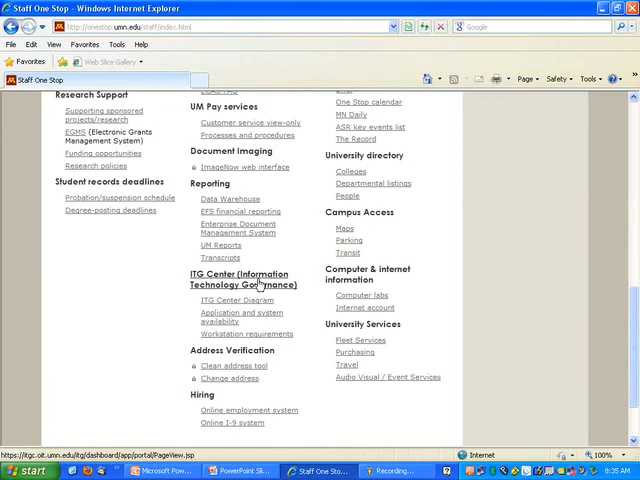 Staff One Stop - Windows Internet Explorer
http://onestop.umn.edu/staff/index.html
Google
File Edit View Favorites Tools Help
Favorites Web Slice Gallery
Staff One Stop
Page Safety Tools
Research Support
Supporting sponsored
projects/research
EGMS (Electronic Grants
Management System)
Funding opportunities
Research policies
Student records deadlines
Probation/suspension schedule
Degree-posting deadlines
UM Pay services
Customer service view-only
Processes and procedures
Document Imaging
ImageNow web interface
Reporting
Data Warehouse
EFS financial reporting
Enterprise Document
Management System
UM Reports
Transcripts
ITG Center (Information
Technology Governance)
ITG Center Diagram
Application and system
availability
Workstation requirements
Address Verification
Clean address tool
Change address
Hiring
Online employment system
Online I-9 system
One Stop calendar
MN Daily
ASR key events list
The Record
University directory
Colleges
Departmental listings
People
Campus Access
Maps
Parking
Transit
Computer & internet
information
Computer labs
Internet account
University Services
Fleet Services
Purchasing
Travel
Audio Visual / Event Services
https://itgc.oit.umn.edu/itg/dashboard/app/portal/PageView.jsp
Internet
100%
start
Microsoft Pow...
PowerPoint Sli...
Staff One Stop...
Recording...
8:35 AM